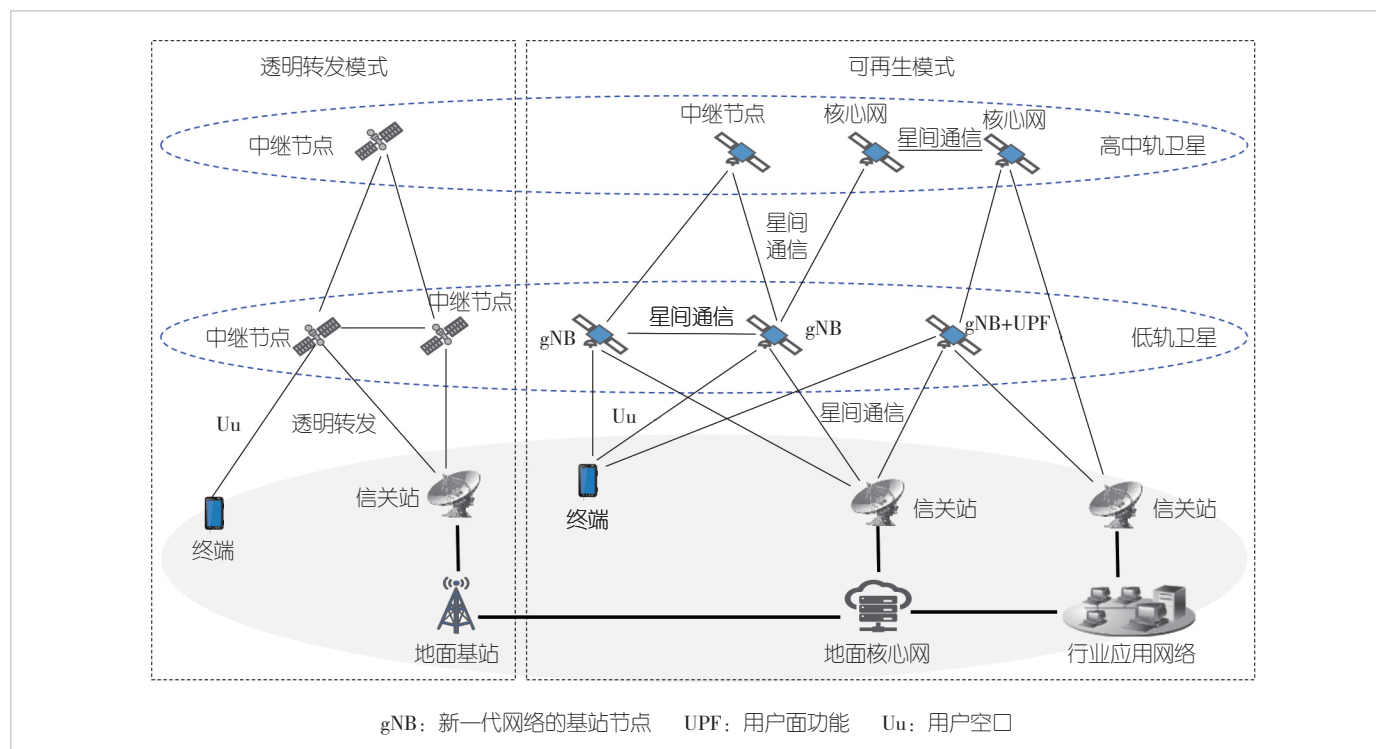 透明转发模式
可再生模式
中继节点
中继节点
核心网
星间通信
核心网
高中轨卫星
星间
通信
中继节点
中继节点
gNB
星间通信
gNB
gNB+UPF
低轨卫星
Uu
透明转发
Uu
星间通信
终端
信关站
终端
信关站
信关站
地面基站
地面核心网
行业应用网络
gNB：新一代网络的基站节点 UPF：用户面功能 Uu：用户空口